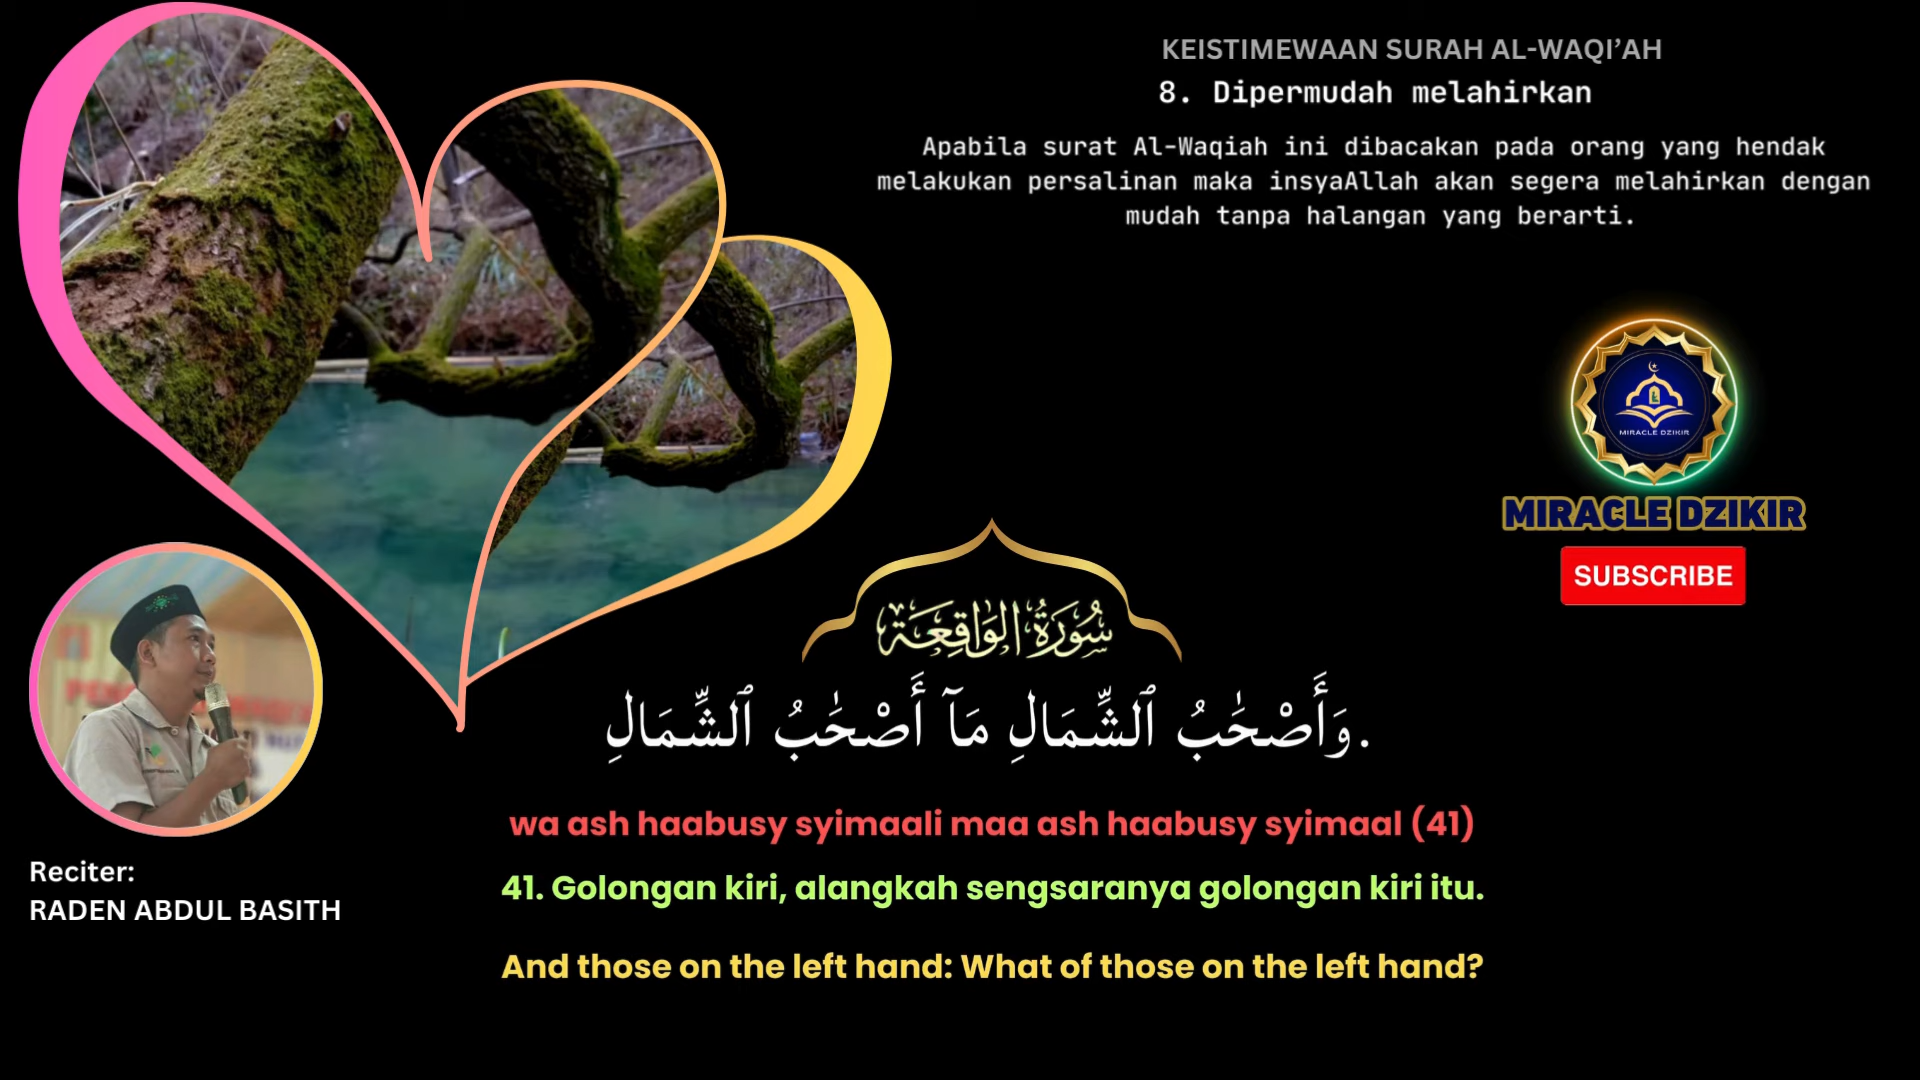 KEISTIMEWAAN SURAH AL-WAQI’AH
8. Dipermudah melahirkan
Apabila surat Al-Waqiah ini dibacakan pada orang yang hendak
melakukan persalinan maka insyaAllah akan segera melahirkan dengan
mudah tanpa halangan yang berarti.
MIRACLE DZIKIR
MIRACLE DZIKIR
SUBSCRIBE
سُورَةُ الوَاقِعَة
وَأَصْحَٰبُ ٱلشِّمَالِ مَآ أَصْحَٰبُ ٱلشِّمَالِ.
wa ash haabusy syimaali maa ash haabusy syimaal (41)
41. Golongan kiri, alangkah sengsaranya golongan kiri itu.
And those on the left hand: What of those on the left hand?
Reciter:
RADEN ABDUL BASITH